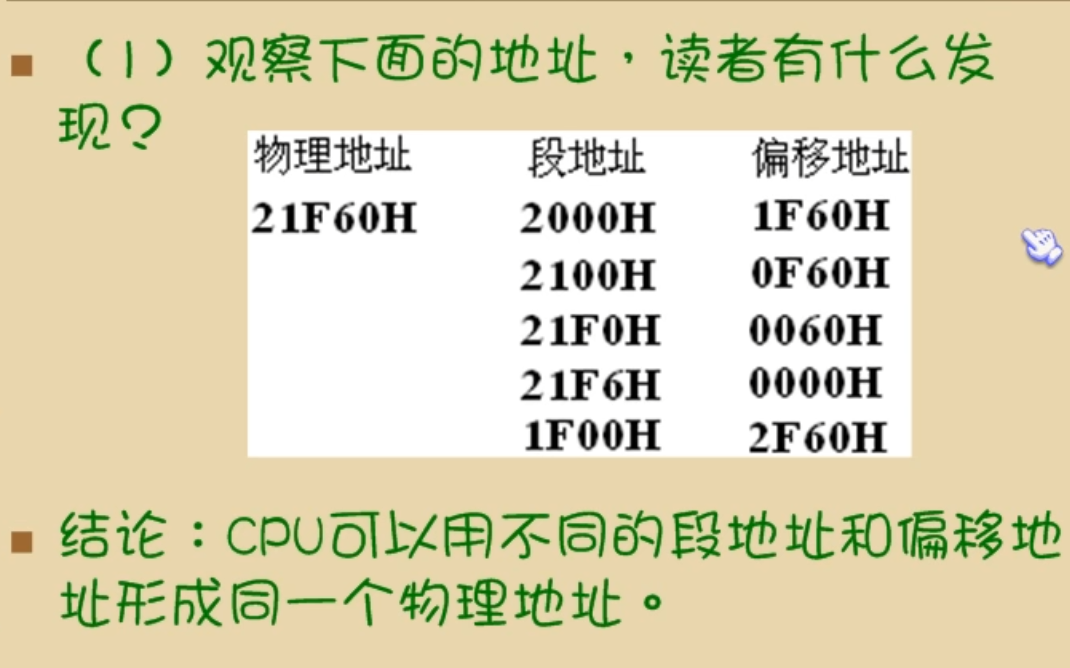 （1）观察下面的地址，读者有什么发
现？
物理地址 段地址 偏移地址
21F60H 2000H 1F60H
2100H 0F60H
21F0H 0060H
21F6H 0000H
1F00H 2F60H
结论：CPU可以用不同的段地址和偏移地
址形成同一个物理地址。